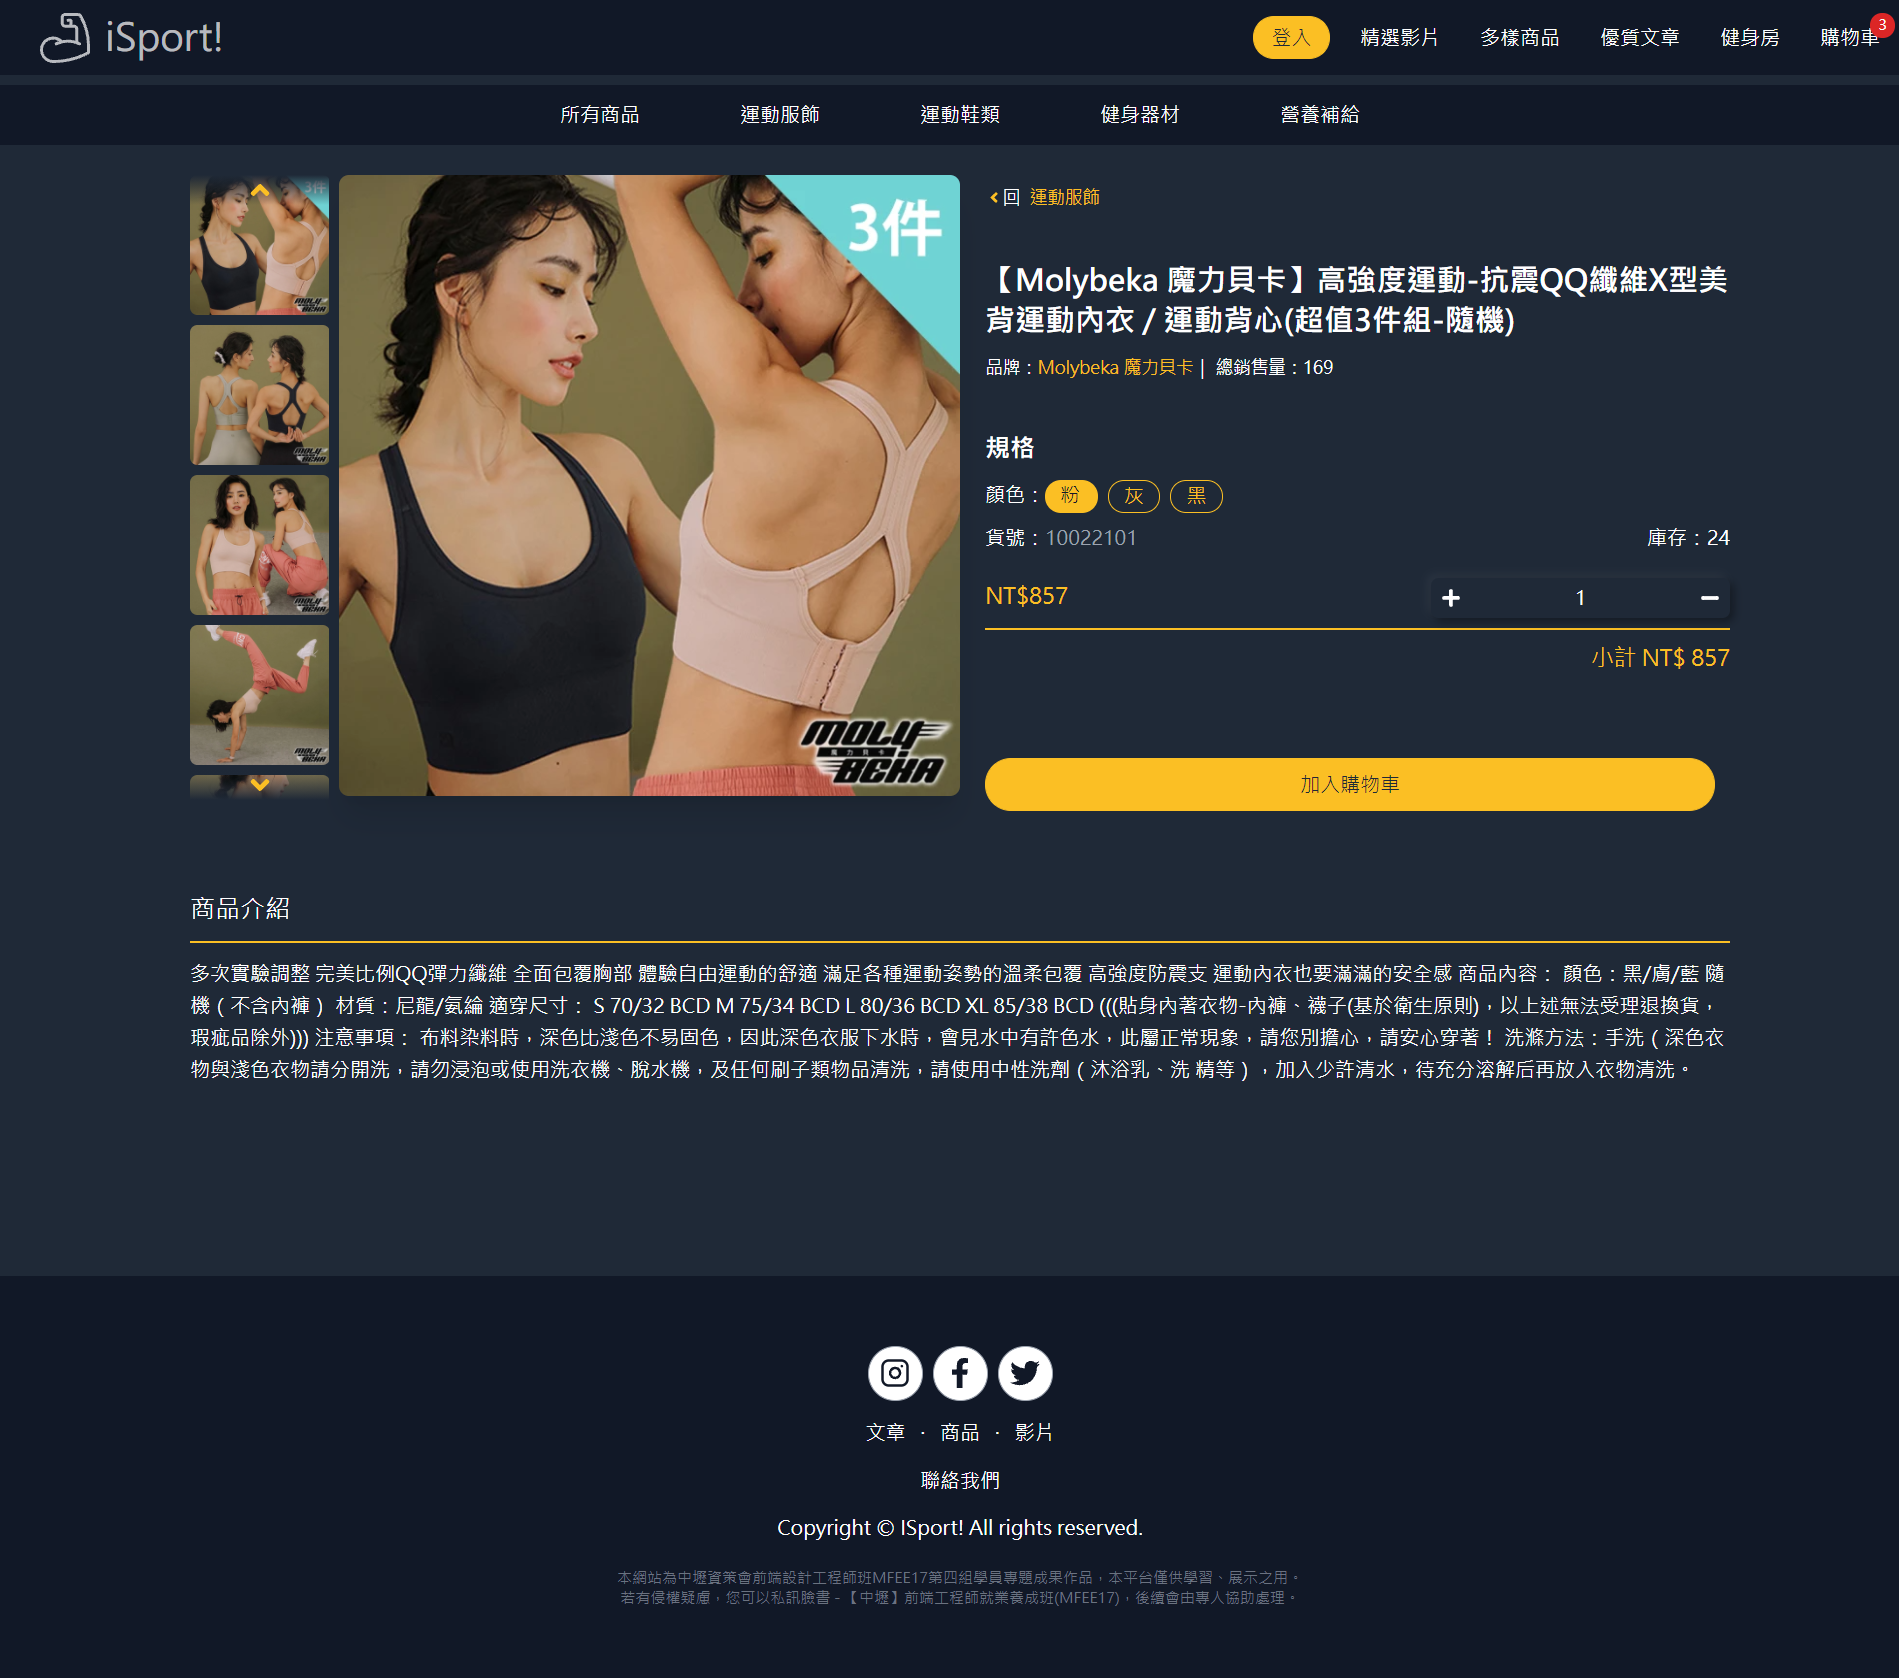 iSport!
登入
精選影片
多樣商品
優質文章
健身房
購物車
3
所有商品
運動服飾
運動鞋類
健身器材
營養補給
3件
3件
MOLY
魔力貝卡
BEKA
回 運動服飾
【Molybeka 魔力貝卡】高強度運動-抗震QQ纖維X型美
背運動內衣 / 運動背心(超值3件組-隨機)
品牌：Molybeka 魔力貝卡 | 總銷售量：169
規格
顏色：粉 灰 黑
貨號：10022101
庫存：24
NT$857
1
小計 NT$ 857
加入購物車
商品介紹
多次實驗調整 完美比例QQ彈力纖維 全面包覆胸部 體驗自由運動的舒適 滿足各種運動姿勢的溫柔包覆 高強度防震支 運動內衣也要滿滿的安全感 商品內容： 顏色：黑/膚/藍 隨
機（不含內褲） 材質：尼龍/氨綸 適穿尺寸： S 70/32 BCD M 75/34 BCD L 80/36 BCD XL 85/38 BCD (((貼身內著衣物-內褲、襪子(基於衛生原則)，以上述無法受理退換貨，
瑕疵品除外))) 注意事項： 布料染料時，深色比淺色不易固色，因此深色衣服下水時，會見水中有許色水，此屬正常現象，請您別擔心，請安心穿著！ 洗滌方法：手洗（深色衣
物與淺色衣物請分開洗，請勿浸泡或使用洗衣機、脫水機，及任何刷子類物品清洗，請使用中性洗劑（沐浴乳、洗 精等），加入少許清水，待充分溶解后再放入衣物清洗。
文章 · 商品 · 影片
聯絡我們
Copyright © ISport! All rights reserved.
本網站為中壢資策會前端設計工程師班MFEE17第四組學員專題成果作品，本平台僅供學習、展示之用。
若有侵權疑慮，您可以私訊臉書 - 【中壢】前端工程師就業養成班(MFEE17)，後續會由專人協助處理。